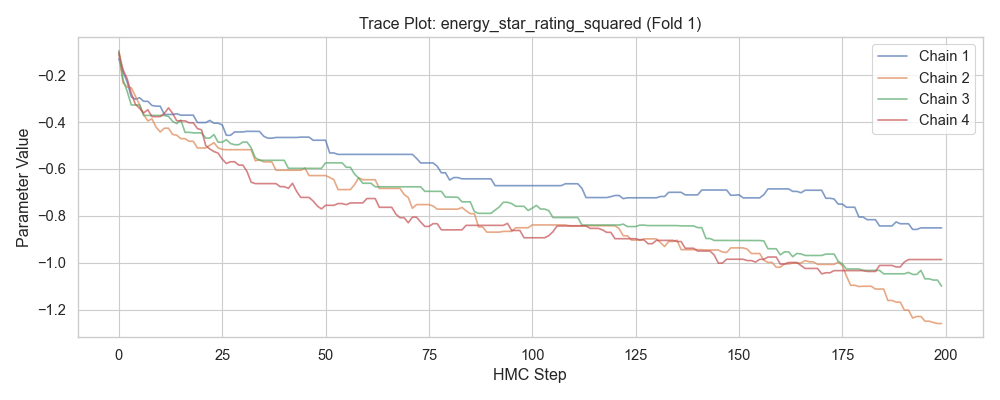 Trace Plot: energy_star_rating_squared (Fold 1)
Chain 1
Chain 2
Chain 3
Chain 4
Parameter Value
−0.2
−0.4
−0.6
−0.8
−1.0
−1.2
0
25
50
75
100
125
150
175
200
HMC Step